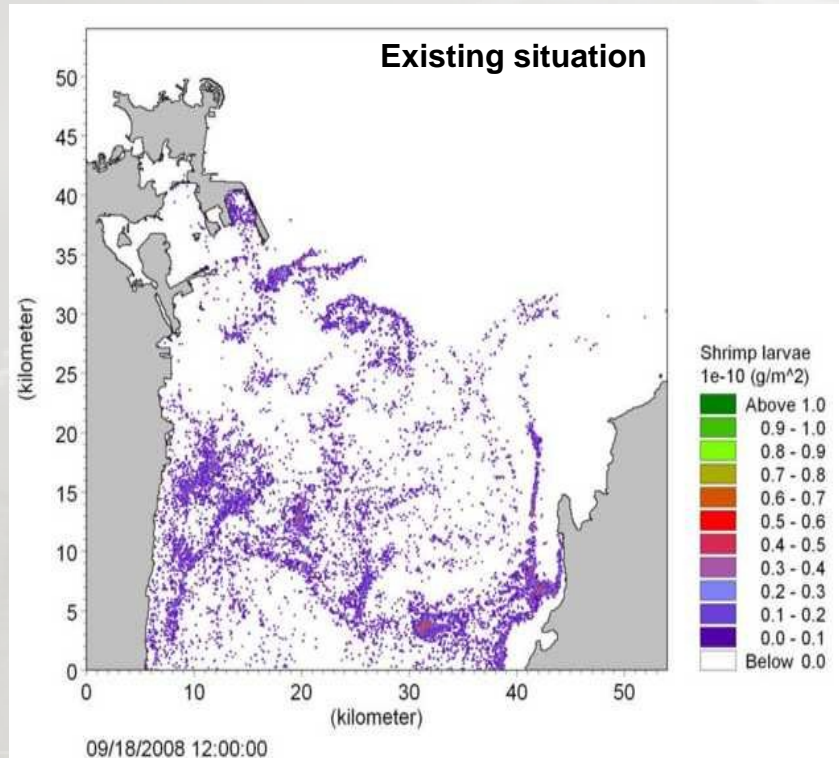 Existing situation
50
45
40
35
30
25
20
15
10
5
0
(kilometer)
0 10 20 30 40 50
(kilometer)
09/18/2008 12:00:00
Shrimp larvae
1e-10 (g/m^2)
Above 1.0
0.9 - 1.0
0.8 - 0.9
0.7 - 0.8
0.6 - 0.7
0.5 - 0.6
0.4 - 0.5
0.3 - 0.4
0.2 - 0.3
0.1 - 0.2
0.0 - 0.1
Below 0.0